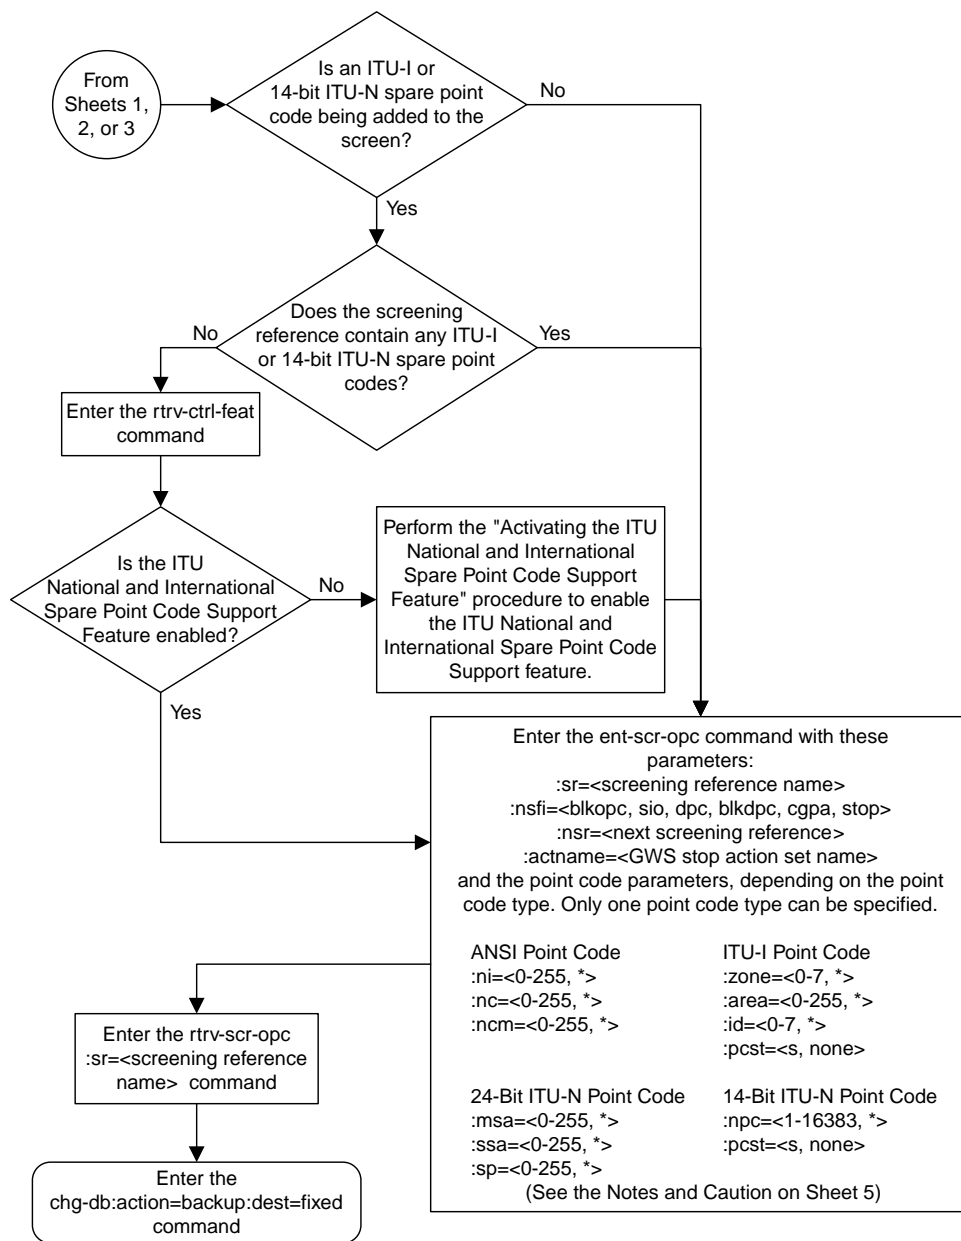 From
Sheets 1,
2, or 3
Is an ITU-I or
14-bit ITU-N spare point
code being added to the
screen?
No
Yes
Does the screening
reference contain any ITU-I
or 14-bit ITU-N spare point
codes?
No
Yes
Enter the rtrv-ctrl-feat
command
Is the ITU
National and International
Spare Point Code Support
Feature enabled?
No
Yes
Perform the "Activating the ITU
National and International
Spare Point Code Support
Feature" procedure to enable
the ITU National and
International Spare Point Code
Support feature.
Enter the ent-scr-opc command with these
parameters:
:sr=<screening reference name>
:nsfi=<blkopc, sio, dpc, blkdpc, cgpa, stop>
:nsr=<next screening reference>
:actname=<GWS stop action set name>
and the point code parameters, depending on the point
code type. Only one point code type can be specified.
ANSI Point Code
:ni=<0-255, *>
:nc=<0-255, *>
:ncm=<0-255, *>
ITU-I Point Code
:zone=<0-7, *>
:area=<0-255, *>
:id=<0-7, *>
:pcst=<s, none>
24-Bit ITU-N Point Code
:msa=<0-255, *>
:ssa=<0-255, *>
:sp=<0-255, *>
14-Bit ITU-N Point Code
:npc=<1-16383, *>
:pcst=<s, none>
(See the Notes and Caution on Sheet 5)
Enter the rtrv-scr-opc
:sr=<screening reference
name> command
Enter the
chg-db:action=backup:dest=fixed
command